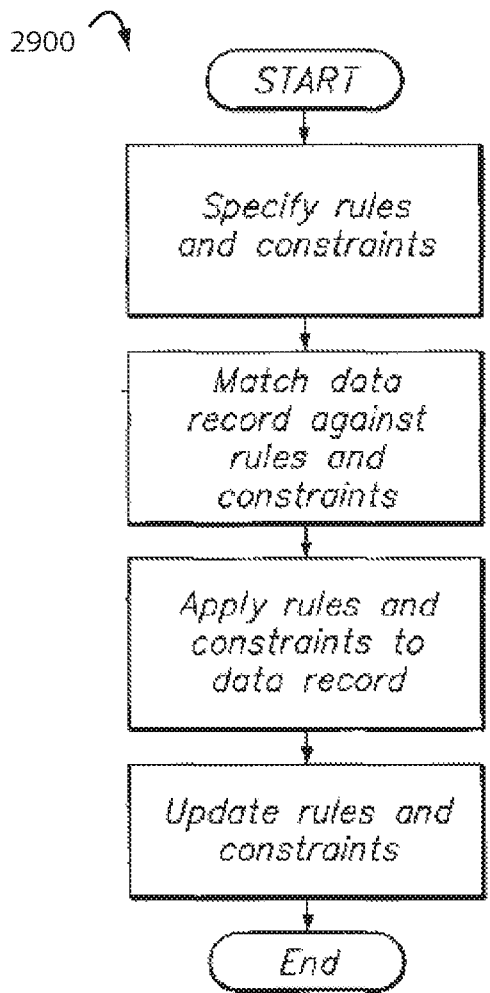 2900
START
Specify rules
and constraints
Match data
record against
rules and
constraints
Apply rules and
constraints to
data record
Update rules and
constraints
End